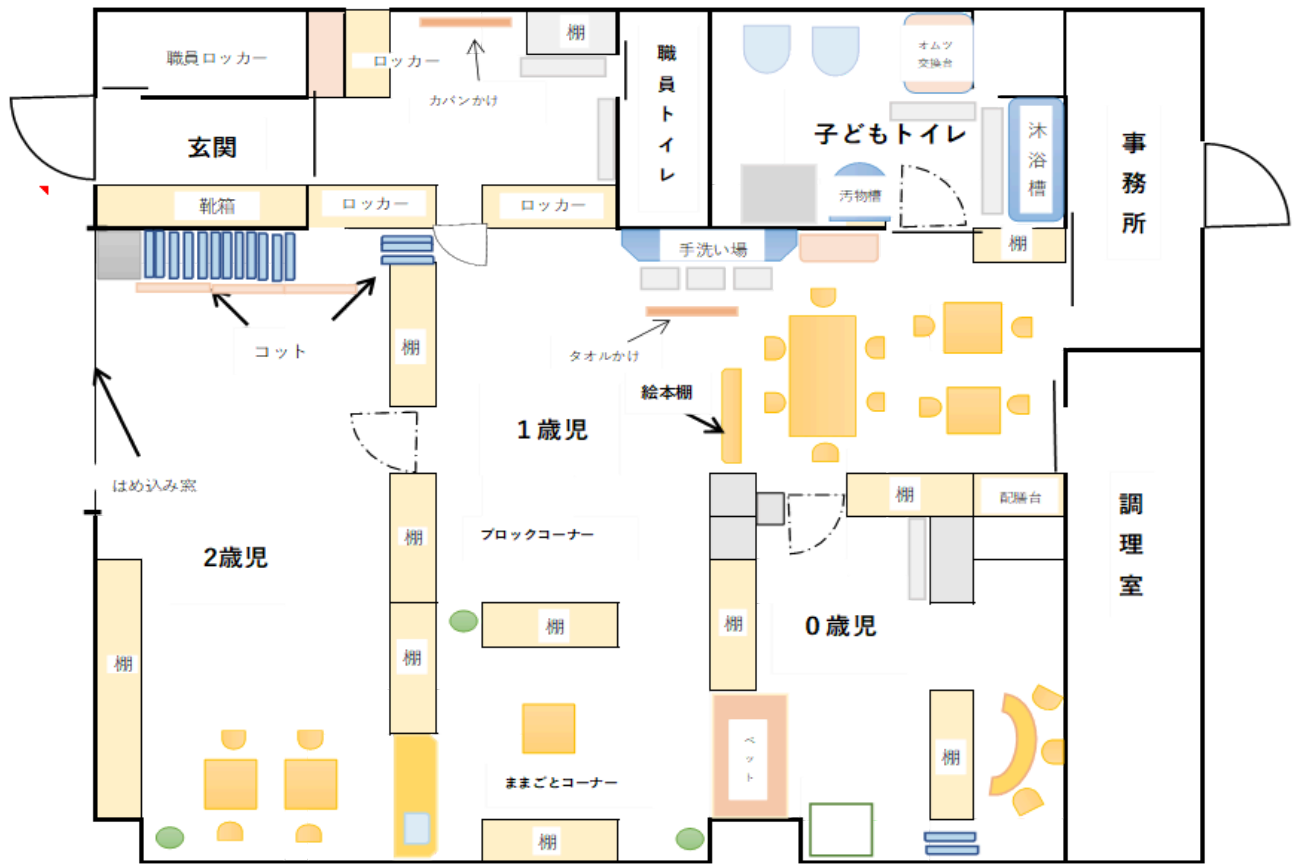 職員ロッカー
ロッカー
カバンかけ
棚
職員トイレ
オムツ
交換台
子どもトイレ
沐浴槽
汚物槽
事務所
玄関
靴箱
ロッカー
ロッカー
手洗い場
棚
コット
棚
タオルかけ
絵本棚
1歳児
はめ込み窓
棚
配膳台
調理室
ブロックコーナー
棚
2歳児
棚
棚
棚
0歳児
棚
棚
ベット
ままごとコーナー
棚
棚